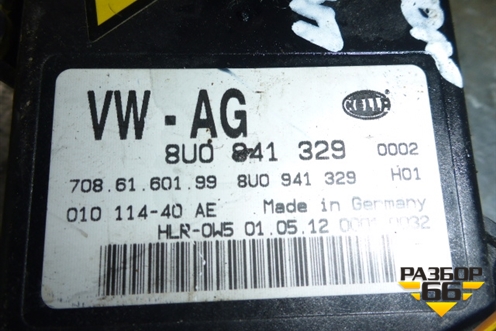 VW-AG
HELLA
8U0 941 329 0002
708.61.601.99 8U0 941 329 H01
010 114-40 AE Made in Germany
HLR-0W5 01.05.12
РАЗБОР
66